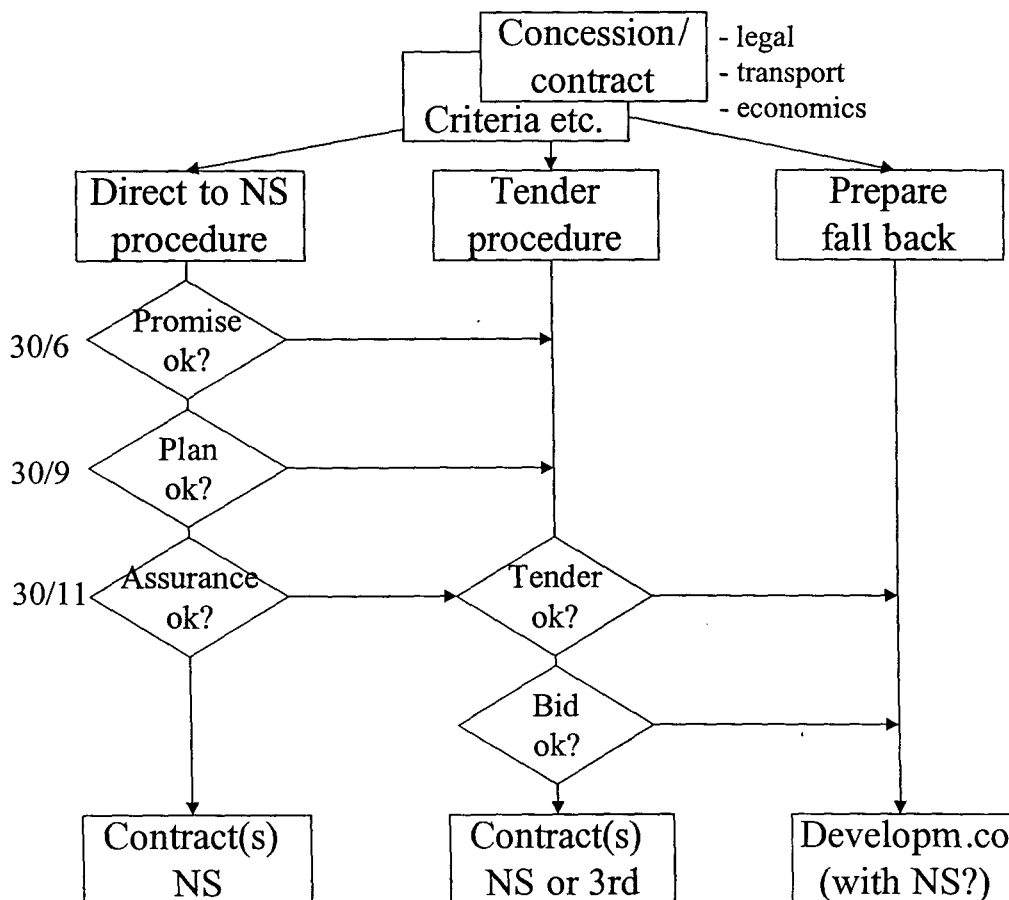 Concession/
contract
- legal
- transport
- economics
Criteria etc.
Direct to NS
procedure
Tender
procedure
Prepare
fall back
30/6
Promise
ok?
30/9
Plan
ok?
30/11
Assurance
ok?
Tender
ok?
Bid
ok?
Contract(s)
NS
Contract(s)
NS or 3rd
Developm.co
(with NS?)